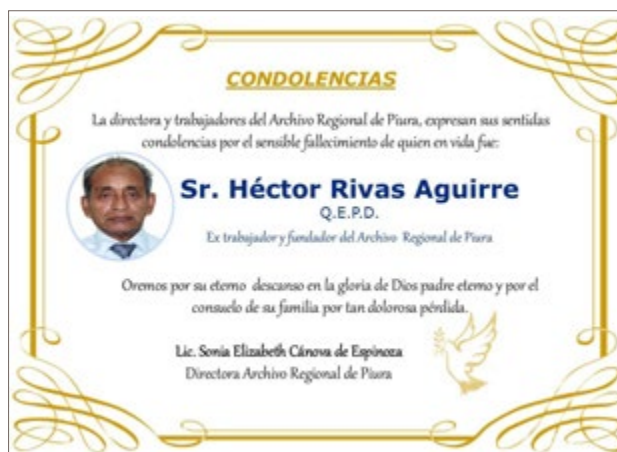 CONDOLENCIAS
La directora y trabajadores del Archivo Regional de Piura, expresan sus sentidas
condolencias por el sensible fallecimiento de quien en vida fue:
Sr. Héctor Rivas Aguirre
Q.E.P.D.
Ex trabajador y fundador del Archivo Regional de Piura
Oremos por su eterno descanso en la gloria de Dios padre eterno y por el
consuelo de su familia por tan dolorosa pérdida.
Lic. Sonia Elizabeth Cánova de Espinoza
Directora Archivo Regional de Piura